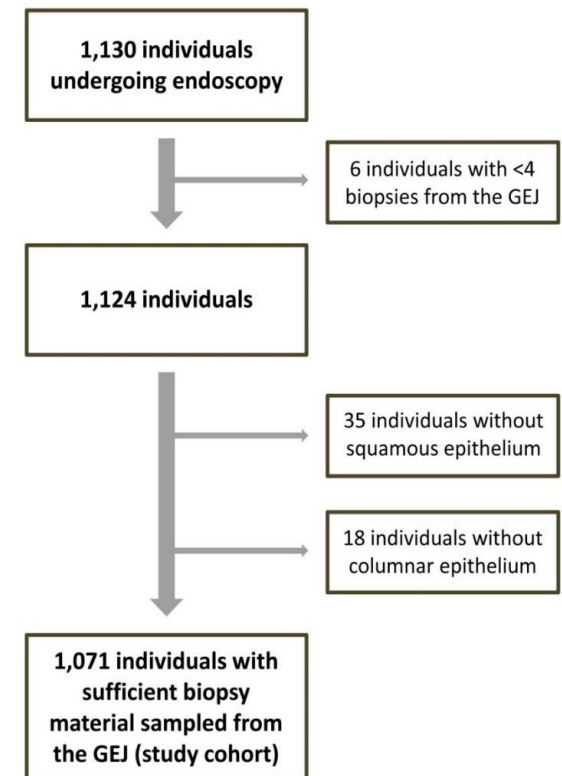 1,130 individuals
undergoing endoscopy
6 individuals with <4
biopsies from the GEJ
1,124 individuals
35 individuals without
squamous epithelium
18 individuals without
columnar epithelium
1,071 individuals with
sufficient biopsy
material sampled from
the GEJ (study cohort)